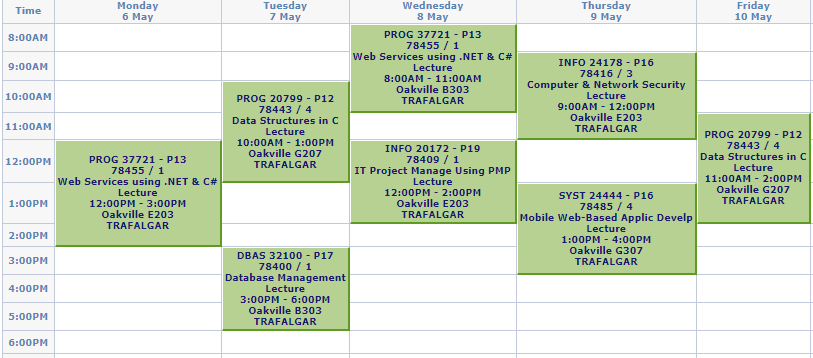 Time
Monday
6 May
Tuesday
7 May
Wednesday
8 May
Thursday
9 May
Friday
10 May
8:00AM
9:00AM
10:00AM
11:00AM
12:00PM
1:00PM
2:00PM
3:00PM
4:00PM
5:00PM
6:00PM
PROG 37721 - P13
78455 / 1
Web Services using .NET & C#
Lecture
12:00PM - 3:00PM
Oakville E203
TRAFALGAR
PROG 20799 - P12
78443 / 4
Data Structures in C
Lecture
10:00AM - 1:00PM
Oakville G207
TRAFALGAR
DBAS 32100 - P17
78400 / 1
Database Management
Lecture
3:00PM - 6:00PM
Oakville B303
TRAFALGAR
PROG 37721 - P13
78455 / 1
Web Services using .NET & C#
Lecture
8:00AM - 11:00AM
Oakville B303
TRAFALGAR
INFO 20172 - P19
78409 / 1
IT Project Manage Using PMP
Lecture
12:00PM - 2:00PM
Oakville E203
TRAFALGAR
INFO 24178 - P16
78416 / 3
Computer & Network Security
Lecture
9:00AM - 12:00PM
Oakville E203
TRAFALGAR
SYST 24444 - P16
78485 / 4
Mobile Web-Based Applic Develp
Lecture
1:00PM - 4:00PM
Oakville G307
TRAFALGAR
PROG 20799 - P12
78443 / 4
Data Structures in C
Lecture
11:00AM - 2:00PM
Oakville G207
TRAFALGAR